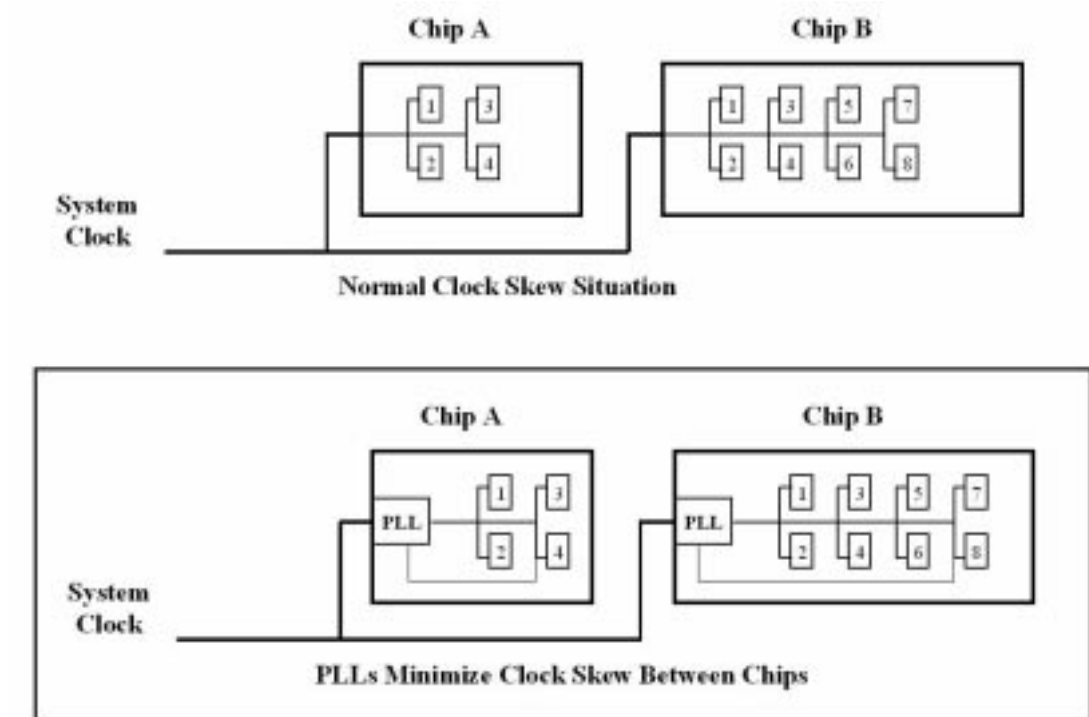 Chip A
Chip B
1 3
2 4
1 3 5 7
2 4 6 8
System
Clock
Normal Clock Skew Situation
Chip A
Chip B
PLL
1 3
2 4
PLL
1 3 5 7
2 4 6 8
System
Clock
PLLs Minimize Clock Skew Between Chips